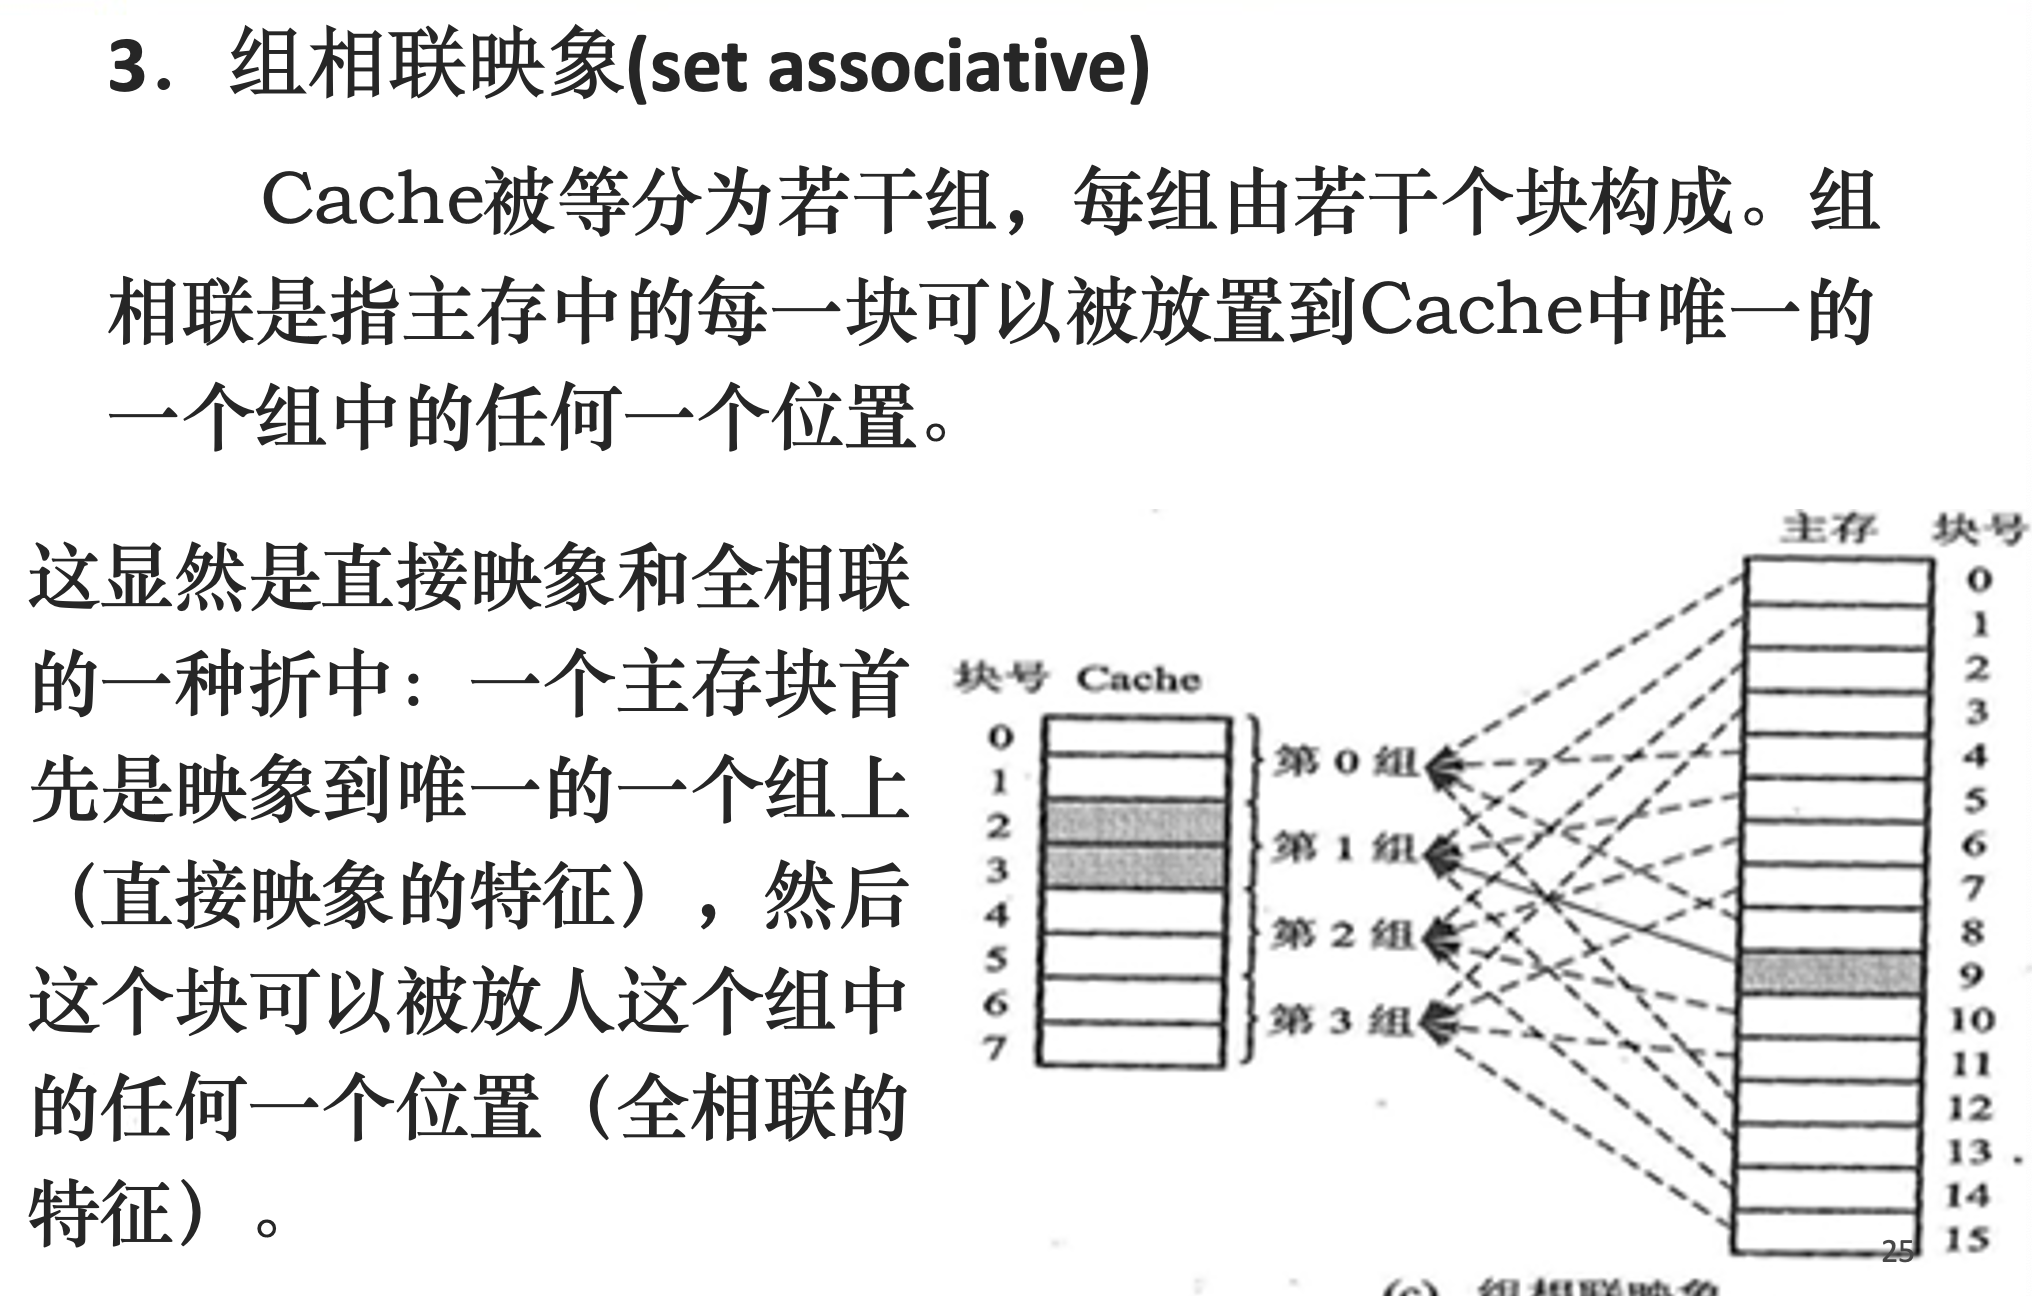 3. 组相联映象(set associative)
Cache被等分为若干组，每组由若干个块构成。组
相联是指主存中的每一块可以被放置到Cache中唯一的
一个组中的任何一个位置。
这显然是直接映象和全相联
的一种折中：一个主存块首
先是映象到唯一的一个组上
（直接映象的特征），然后
这个块可以被放人这个组中
的任何一个位置（全相联的
特征）。
块号 Cache
0
1
2
3
4
5
6
7
第 0 组
第 1 组
第 2 组
第 3 组
主存 块号
0
1
2
3
4
5
6
7
8
9
10
11
12
13
14
15
25
(c) 组相联映象